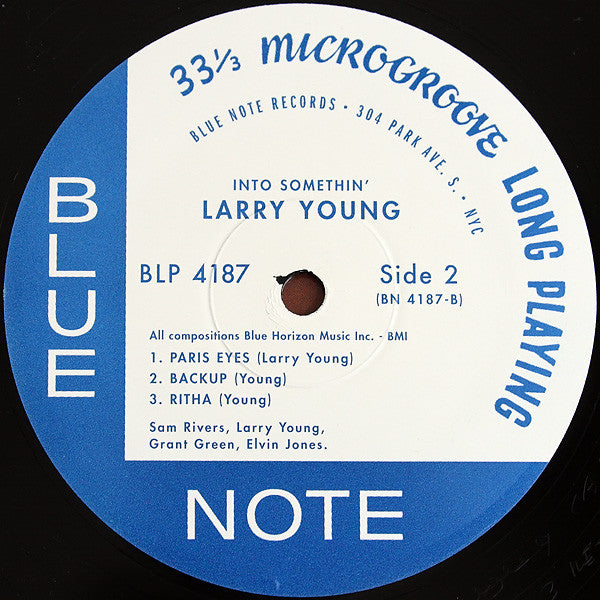 33⅓ MICROGROOVE LONG PLAYING
BLUE NOTE RECORDS • 304 PARK AVE. S. • NYC
INTO SOMETHIN'
LARRY YOUNG
BLP 4187
Side 2
(BN 4187-B)
All compositions Blue Horizon Music Inc. - BMI
1. PARIS EYES (Larry Young)
2. BACKUP (Young)
3. RITHA (Young)
Sam Rivers, Larry Young,
Grant Green, Elvin Jones.
BLUE
NOTE